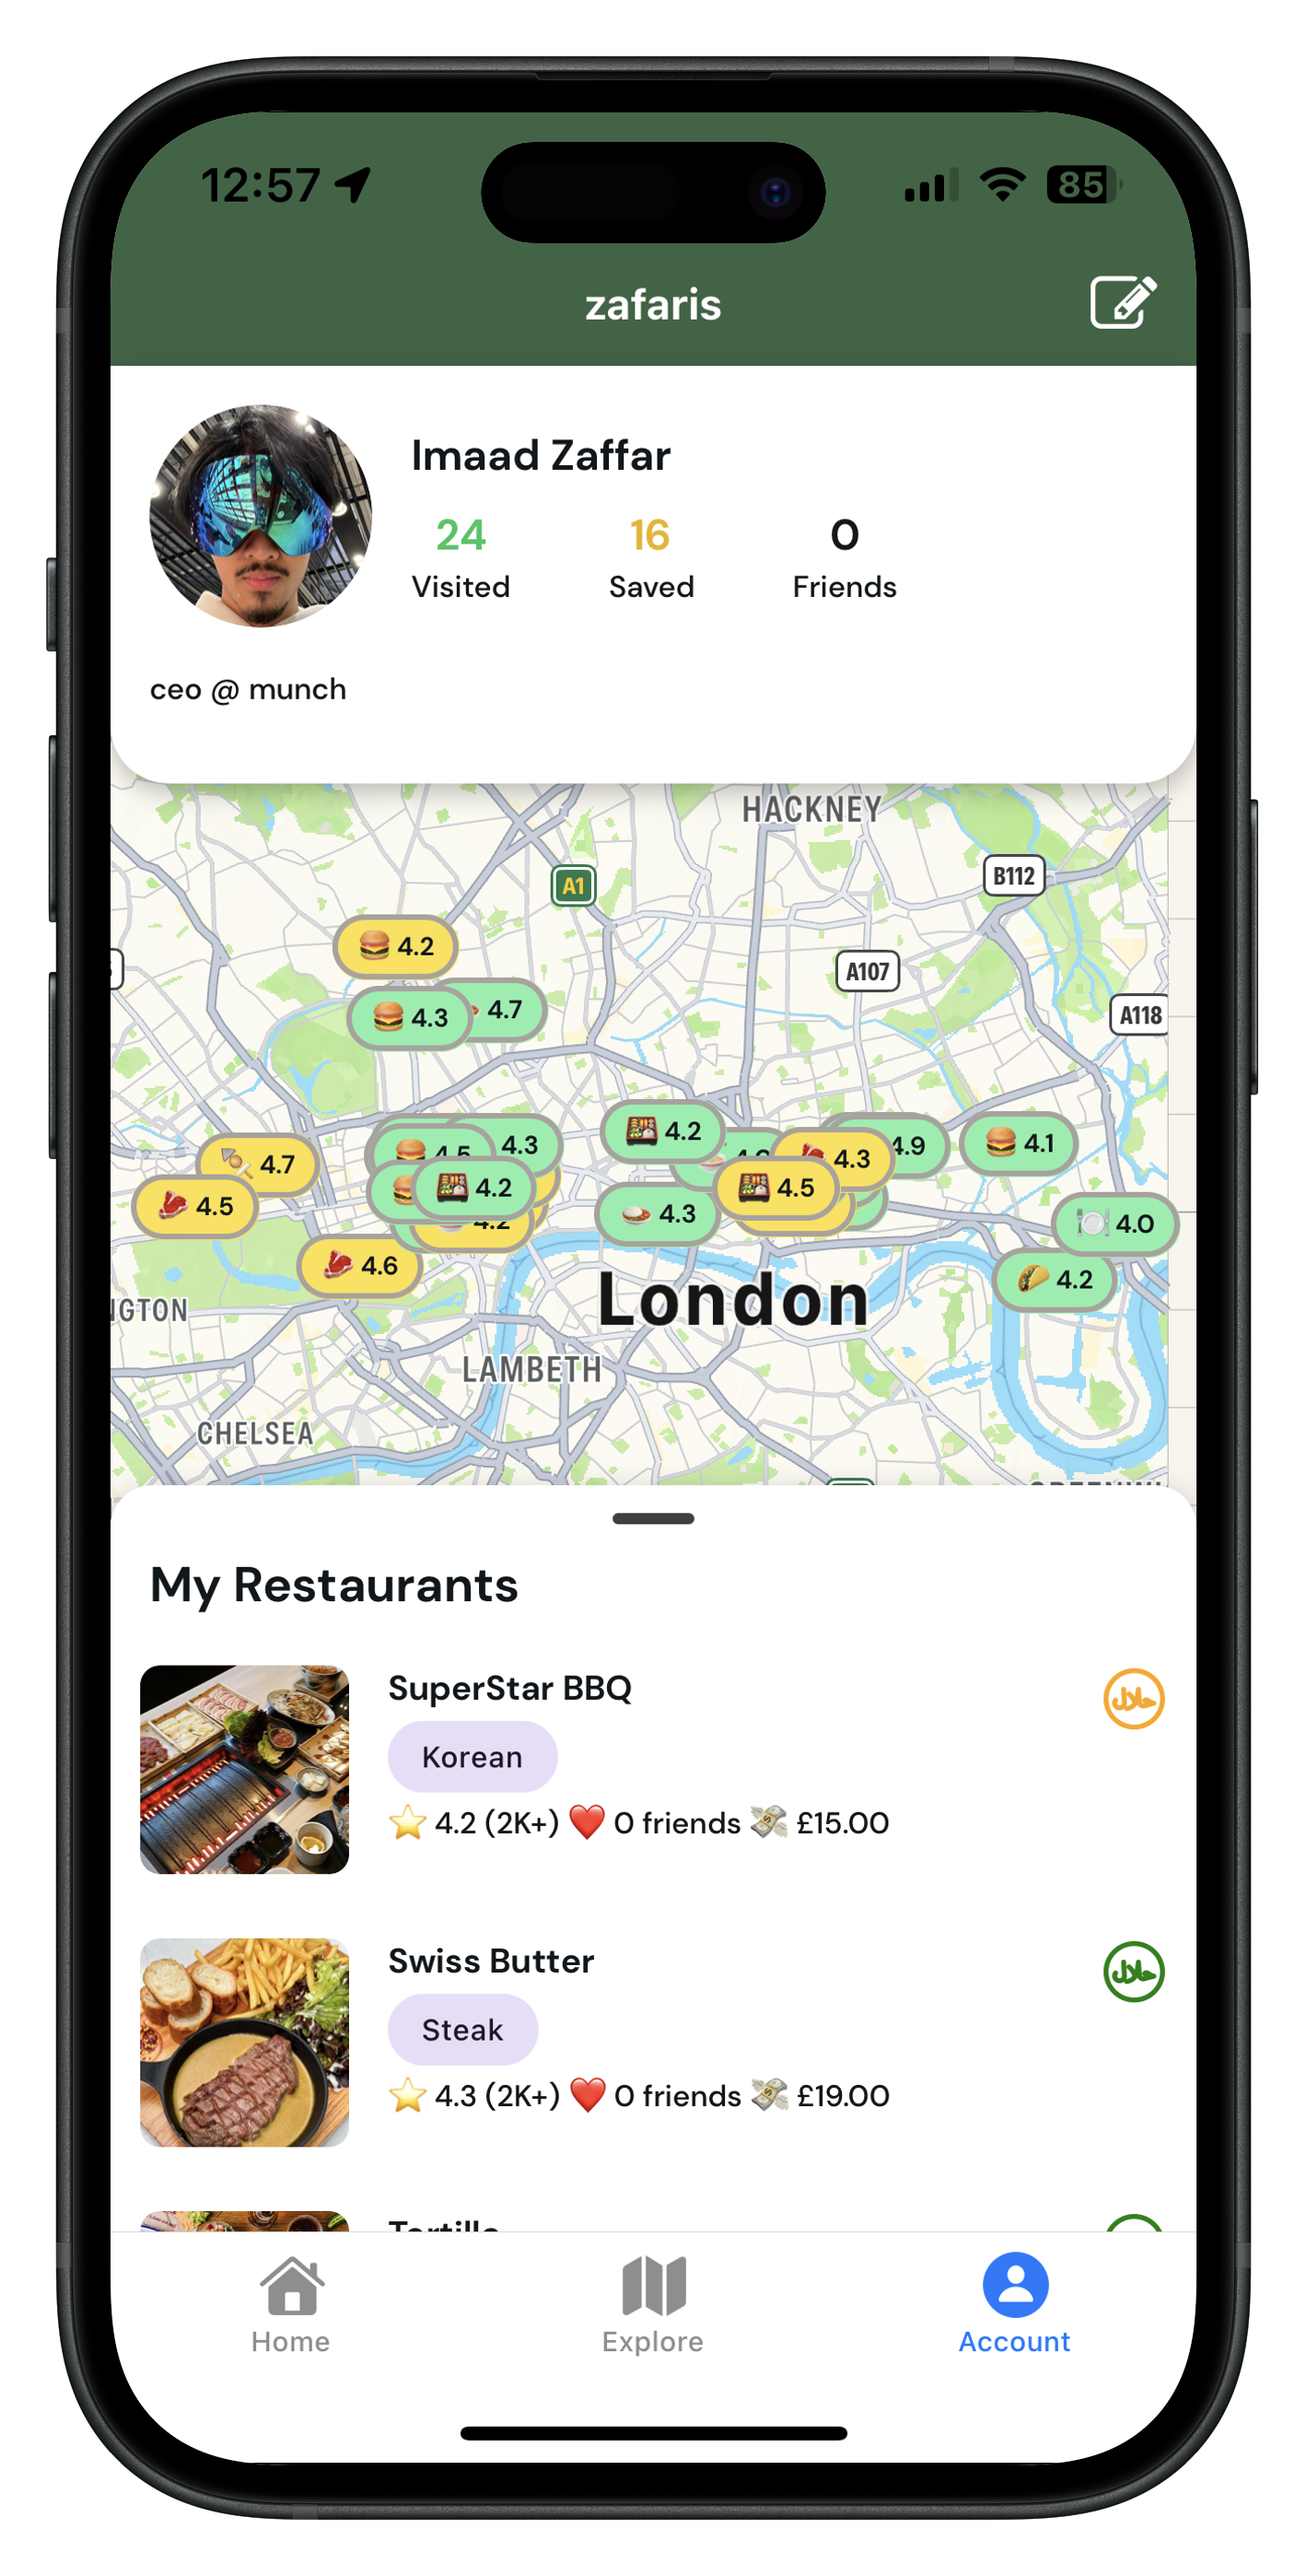 12:57
85
zafaris
Imaad Zaffar
24 16 0
Visited Saved Friends
ceo @ munch
HACKNEY
B112
A1
4.2
A107
4.3 4.7
A118
4.2
4.3
4.1
4.5
4.9
4.7
4.3
4.2
4.5
4.5
4.3
4.0
4.2
4.6
4.2
London
LAMBETH
CHELSEA
My Restaurants
SuperStar BBQ
حلال
Korean
⭐ 4.2 (2K+) ❤️ 0 friends 💸 £15.00
Swiss Butter
حلال
Steak
⭐ 4.3 (2K+) ❤️ 0 friends 💸 £19.00
Home Explore Account